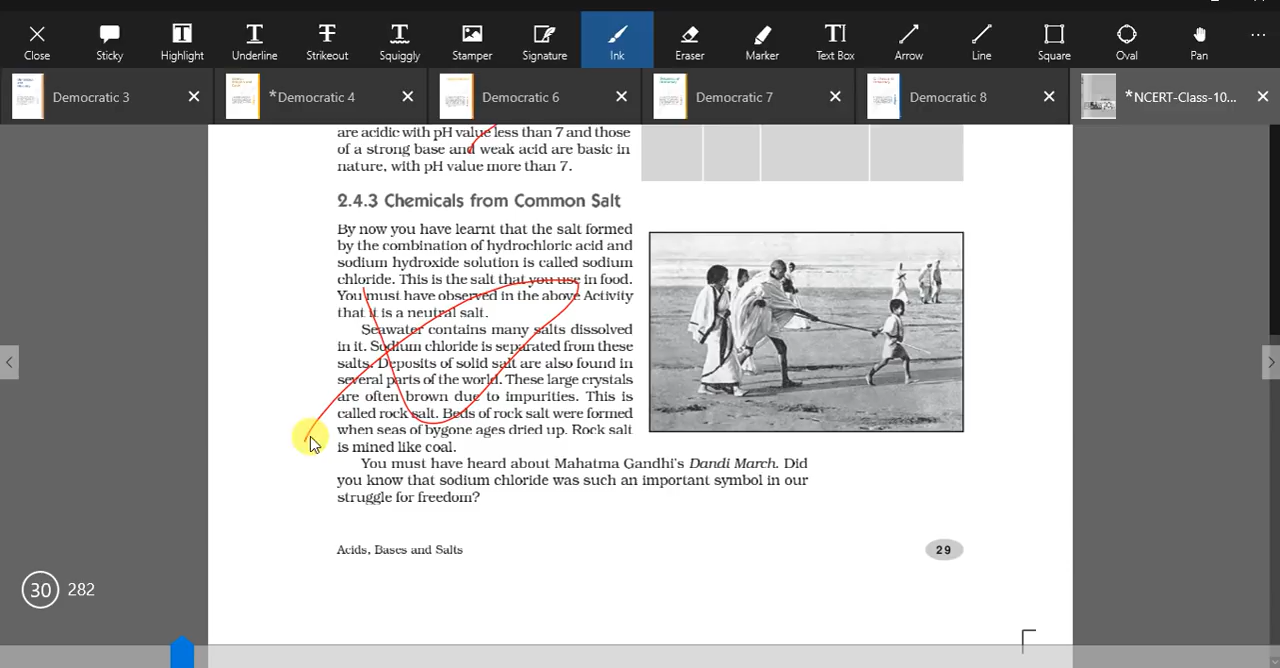 Close
Sticky
Highlight
Underline
Strikeout
Squiggly
Stamper
Signature
Ink
Eraser
Marker
Text Box
Arrow
Line
Square
Oval
Pan
Democratic 3
*Democratic 4
Democratic 6
Democratic 7
Democratic 8
*NCERT-Class-10...
are acidic with pH value less than 7 and those
of a strong base and weak acid are basic in
nature, with pH value more than 7.
2.4.3 Chemicals from Common Salt
By now you have learnt that the salt formed
by the combination of hydrochloric acid and
sodium hydroxide solution is called sodium
chloride. This is the salt that you use in food.
You must have observed in the above Activity
that it is a neutral salt.
Seawater contains many salts dissolved
in it. Sodium chloride is separated from these
salts. Deposits of solid salt are also found in
several parts of the world. These large crystals
are often brown due to impurities. This is
called rock salt. Beds of rock salt were formed
when seas of bygone ages dried up. Rock salt
is mined like coal.
You must have heard about Mahatma Gandhi's Dandi March. Did
you know that sodium chloride was such an important symbol in our
struggle for freedom?
Acids, Bases and Salts
29
30 282